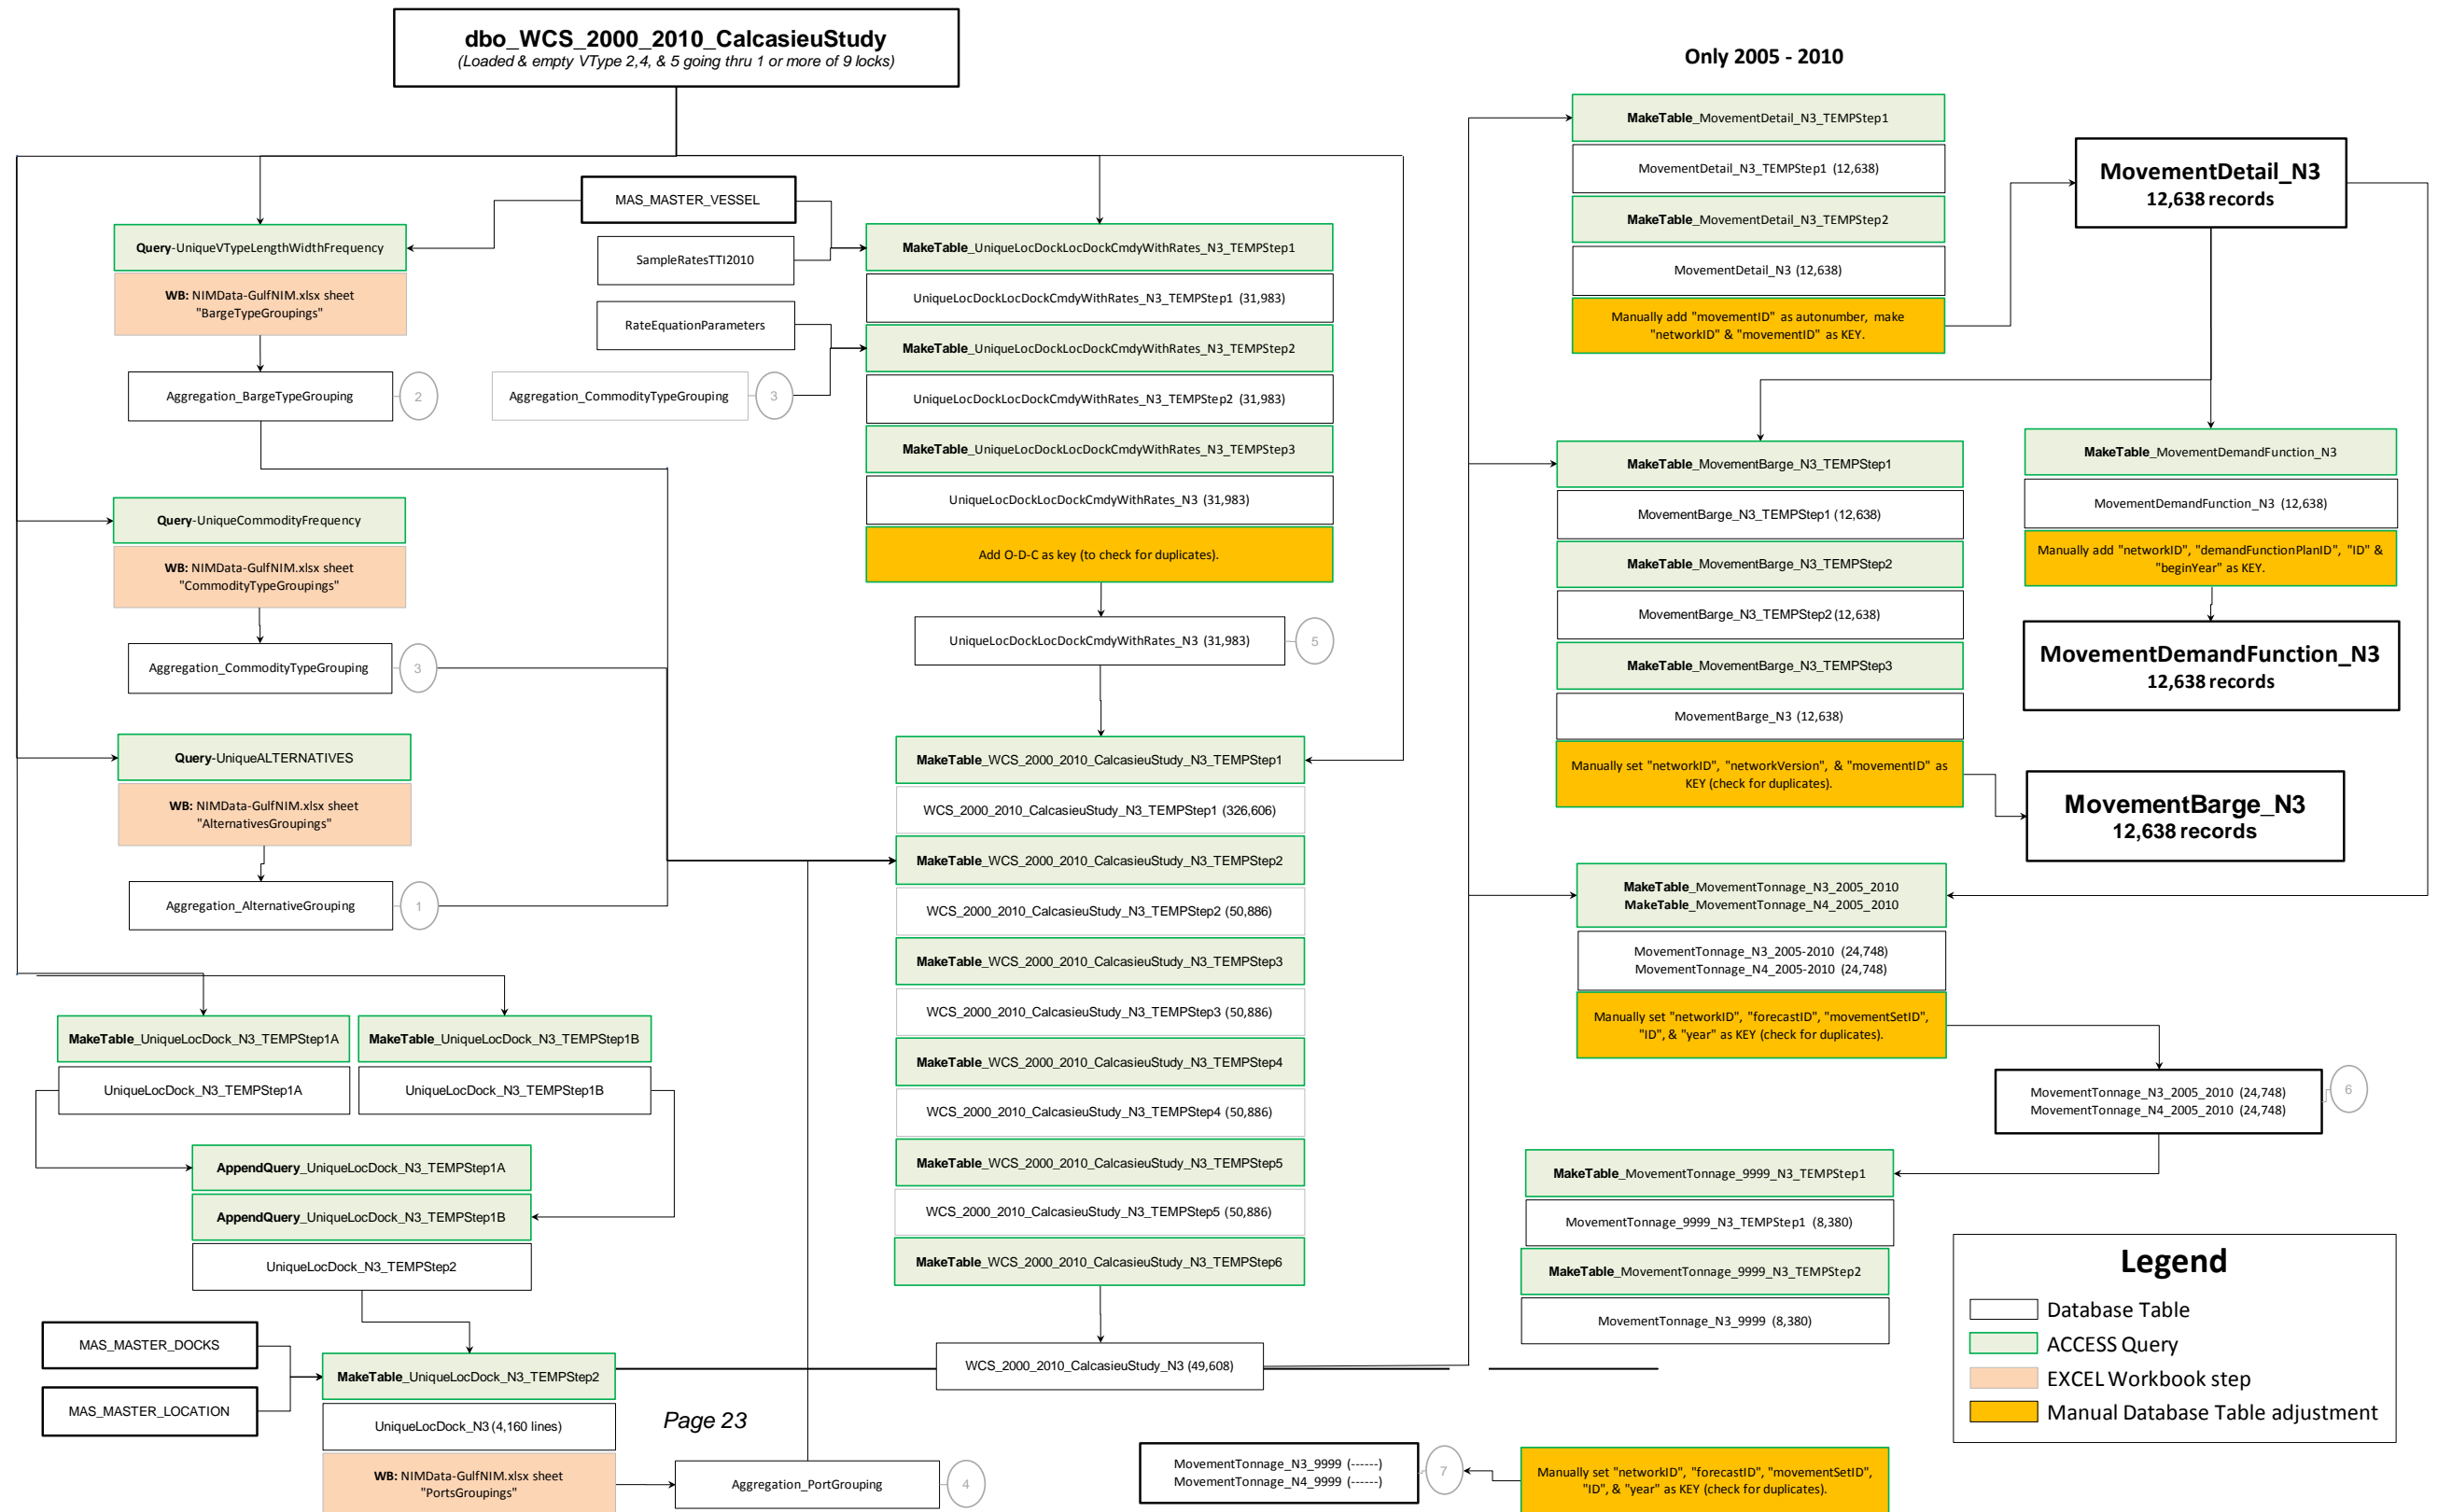 dbo_WCS_2000_2010_CalcasieuStudy
(Loaded & empty VType 2,4, & 5 going thru 1 or more of 9 locks)
MAS_MASTER_VESSEL
Query-UniqueVTypeLengthWidthFrequency
WB: NIMData-GulfNIM.xlsx sheet
"BargeTypeGroupings"
Aggregation_BargeTypeGrouping
2
SampleRatesTTI2010
RateEquationParameters
Aggregation_CommodityTypeGrouping
3
Query-UniqueCommodityFrequency
WB: NIMData-GulfNIM.xlsx sheet
"CommodityTypeGroupings"
Aggregation_CommodityTypeGrouping
3
Query-UniqueALTERNATIVES
WB: NIMData-GulfNIM.xlsx sheet
"AlternativesGroupings"
Aggregation_AlternativeGrouping
1
MakeTable_UniqueLocDock_N3_TEMPStep1A
MakeTable_UniqueLocDock_N3_TEMPStep1B
UniqueLocDock_N3_TEMPStep1A
UniqueLocDock_N3_TEMPStep1B
AppendQuery_UniqueLocDock_N3_TEMPStep1A
AppendQuery_UniqueLocDock_N3_TEMPStep1B
UniqueLocDock_N3_TEMPStep2
MAS_MASTER_DOCKS
MAS_MASTER_LOCATION
MakeTable_UniqueLocDock_N3_TEMPStep2
UniqueLocDock_N3 (4,160 lines)
WB: NIMData-GulfNIM.xlsx sheet
"PortsGroupings"
Page 23
Aggregation_PortGrouping
4
MakeTable_UniqueLocDockLocDockCmdyWithRates_N3_TEMPStep1
UniqueLocDockLocDockCmdyWithRates_N3_TEMPStep1 (31,983)
MakeTable_UniqueLocDockLocDockCmdyWithRates_N3_TEMPStep2
UniqueLocDockLocDockCmdyWithRates_N3_TEMPStep2 (31,983)
MakeTable_UniqueLocDockLocDockCmdyWithRates_N3_TEMPStep3
UniqueLocDockLocDockCmdyWithRates_N3 (31,983)
Add O-D-C as key (to check for duplicates).
UniqueLocDockLocDockCmdyWithRates_N3 (31,983)
5
MakeTable_WCS_2000_2010_CalcasieuStudy_N3_TEMPStep1
WCS_2000_2010_CalcasieuStudy_N3_TEMPStep1 (326,606)
MakeTable_WCS_2000_2010_CalcasieuStudy_N3_TEMPStep2
WCS_2000_2010_CalcasieuStudy_N3_TEMPStep2 (50,886)
MakeTable_WCS_2000_2010_CalcasieuStudy_N3_TEMPStep3
WCS_2000_2010_CalcasieuStudy_N3_TEMPStep3 (50,886)
MakeTable_WCS_2000_2010_CalcasieuStudy_N3_TEMPStep4
WCS_2000_2010_CalcasieuStudy_N3_TEMPStep4 (50,886)
MakeTable_WCS_2000_2010_CalcasieuStudy_N3_TEMPStep5
WCS_2000_2010_CalcasieuStudy_N3_TEMPStep5 (50,886)
MakeTable_WCS_2000_2010_CalcasieuStudy_N3_TEMPStep6
WCS_2000_2010_CalcasieuStudy_N3 (49,608)
Only 2005 - 2010
MakeTable_MovementDetail_N3_TEMPStep1
MovementDetail_N3_TEMPStep1 (12,638)
MakeTable_MovementDetail_N3_TEMPStep2
MovementDetail_N3 (12,638)
Manually add "movementID" as autonumber, make
"networkID" & "movementID" as KEY.
MovementDetail_N3
12,638 records
MakeTable_MovementBarge_N3_TEMPStep1
MovementBarge_N3_TEMPStep1 (12,638)
MakeTable_MovementBarge_N3_TEMPStep2
MovementBarge_N3_TEMPStep2 (12,638)
MakeTable_MovementBarge_N3_TEMPStep3
MovementBarge_N3 (12,638)
Manually set "networkID", "networkVersion", & "movementID" as
KEY (check for duplicates).
MakeTable_MovementDemandFunction_N3
MovementDemandFunction_N3 (12,638)
Manually add "networkID", "demandFunctionPlanID", "ID" &
"beginYear" as KEY.
MovementDemandFunction_N3
12,638 records
MovementBarge_N3
12,638 records
MakeTable_MovementTonnage_N3_2005_2010
MakeTable_MovementTonnage_N4_2005_2010
MovementTonnage_N3_2005-2010 (24,748)
MovementTonnage_N4_2005-2010 (24,748)
Manually set "networkID", "forecastID", "movementSetID",
"ID", & "year" as KEY (check for duplicates).
MovementTonnage_N3_2005_2010 (24,748)
MovementTonnage_N4_2005_2010 (24,748)
6
MakeTable_MovementTonnage_9999_N3_TEMPStep1
MovementTonnage_9999_N3_TEMPStep1 (8,380)
MakeTable_MovementTonnage_9999_N3_TEMPStep2
MovementTonnage_N3_9999 (8,380)
MovementTonnage_N3_9999 (------)
MovementTonnage_N4_9999 (------)
7
Manually set "networkID", "forecastID", "movementSetID",
"ID", & "year" as KEY (check for duplicates).
Legend
Database Table
ACCESS Query
EXCEL Workbook step
Manual Database Table adjustment